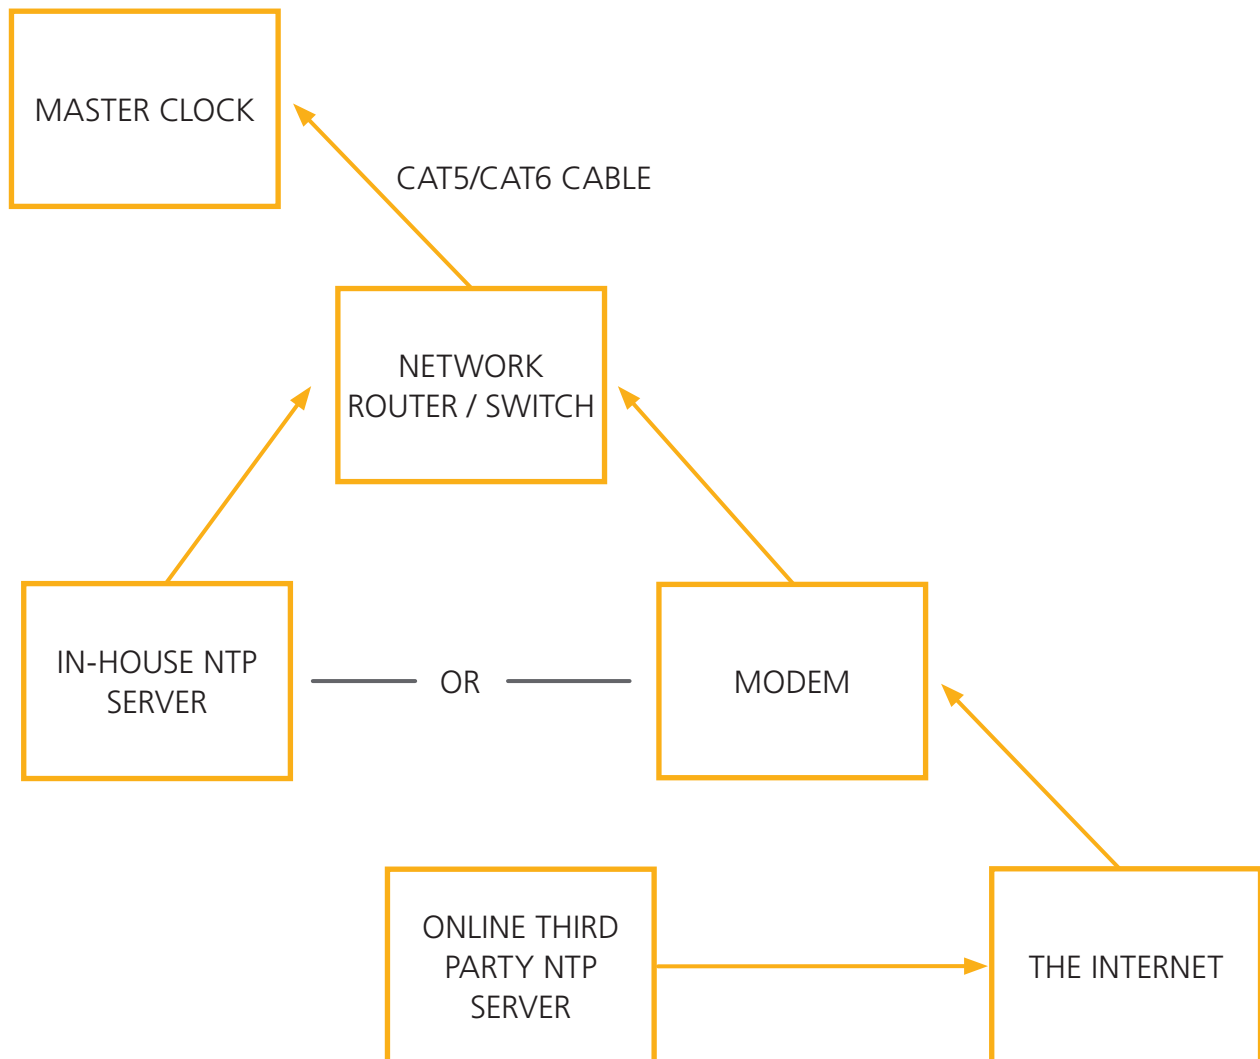 MASTER CLOCK
CAT5/CAT6 CABLE
NETWORK
ROUTER / SWITCH
IN-HOUSE NTP
SERVER
OR
MODEM
ONLINE THIRD
PARTY NTP
SERVER
THE INTERNET